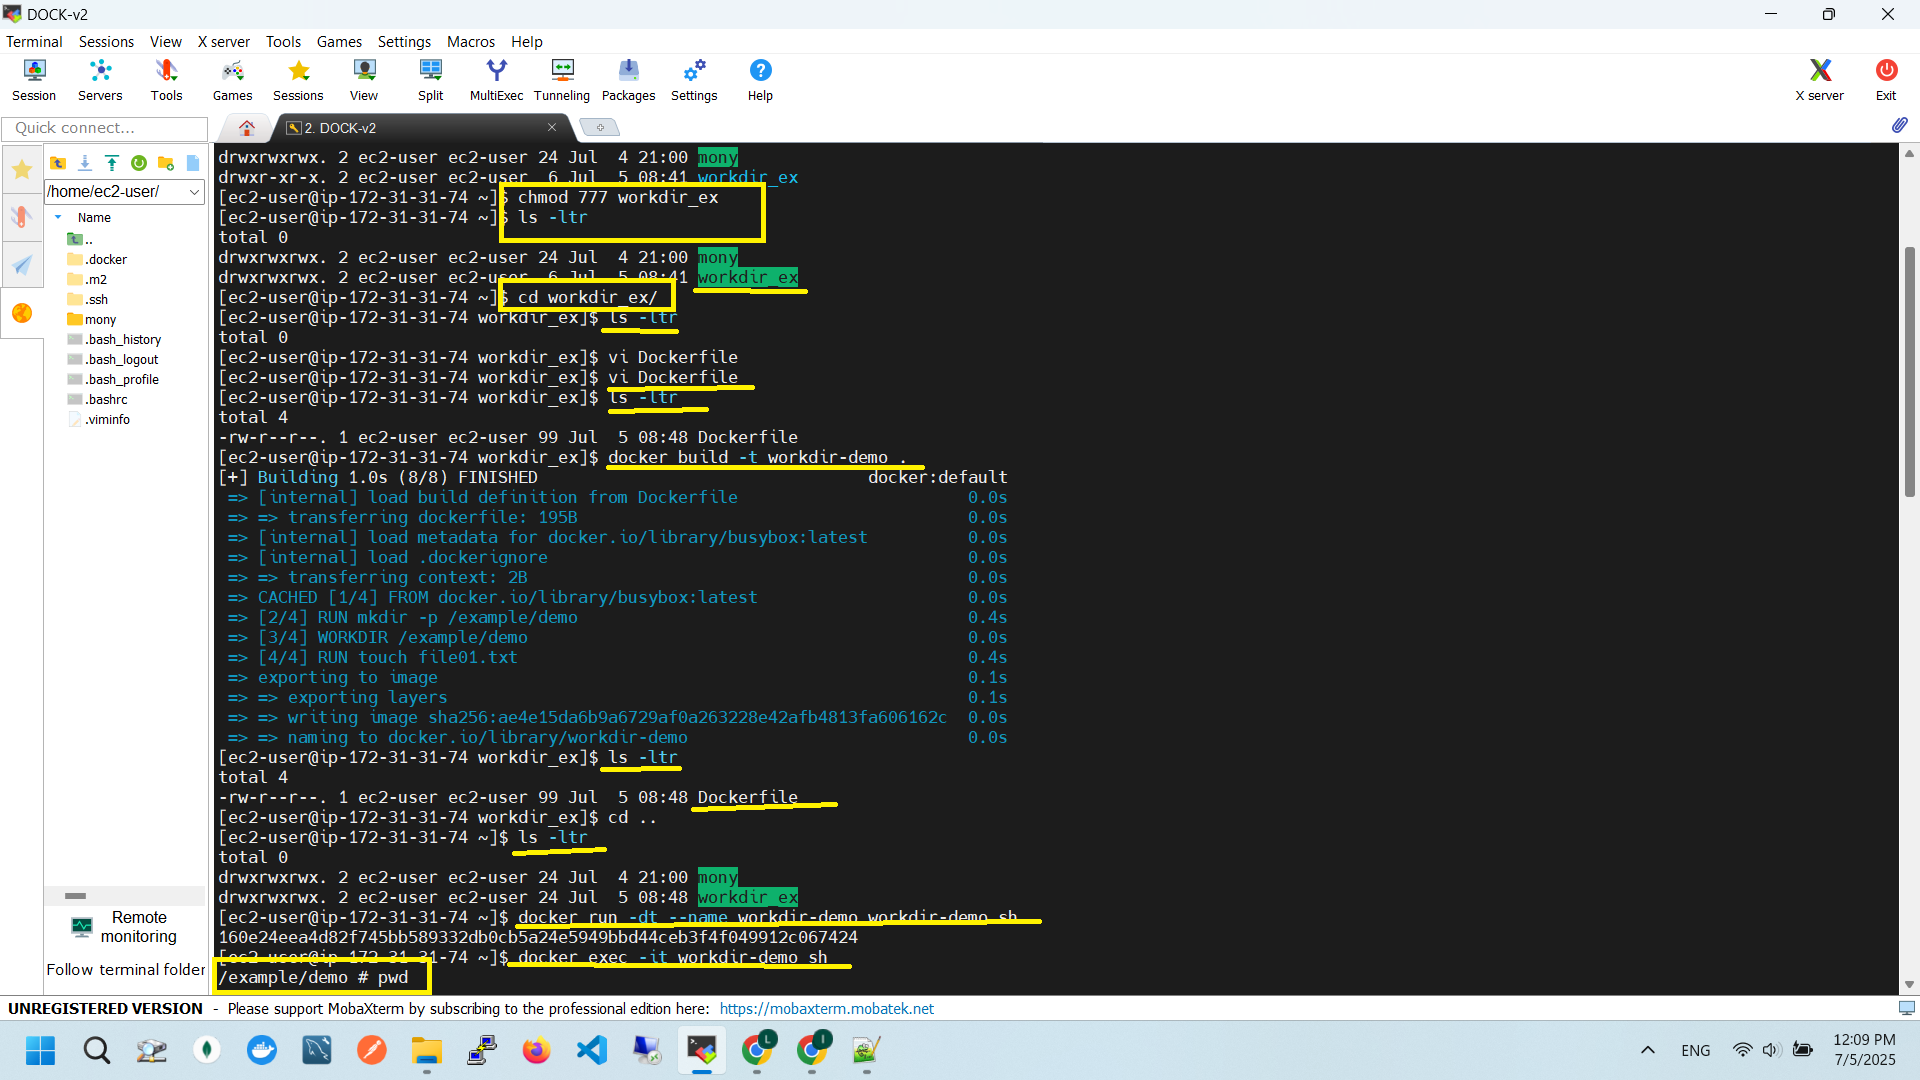 DOCK-v2
Terminal Sessions View X server Tools Games Settings Macros Help
Session Servers Tools Games Sessions View Split MultiExec Tunneling Packages Settings Help X server Exit
Quick connect...
2. DOCK-v2
/home/ec2-user/
Name
..
.docker
.m2
.ssh
mony
.bash_history
.bash_logout
.bash_profile
.bashrc
.viminfo
Remote
monitoring
Follow terminal folder
drwxrwxrwx. 2 ec2-user ec2-user 24 Jul  4 21:00 mony
drwxr-xr-x. 2 ec2-user ec2-user  6 Jul  5 08:41 workdir_ex
[ec2-user@ip-172-31-31-74 ~]$ chmod 777 workdir_ex
[ec2-user@ip-172-31-31-74 ~]$ ls -ltr
total 0
drwxrwxrwx. 2 ec2-user ec2-user 24 Jul  4 21:00 mony
drwxrwxrwx. 2 ec2-user ec2-user  6 Jul  5 08:41 workdir_ex
[ec2-user@ip-172-31-31-74 ~]$ cd workdir_ex/
[ec2-user@ip-172-31-31-74 workdir_ex]$ ls -ltr
total 0
[ec2-user@ip-172-31-31-74 workdir_ex]$ vi Dockerfile
[ec2-user@ip-172-31-31-74 workdir_ex]$ vi Dockerfile
[ec2-user@ip-172-31-31-74 workdir_ex]$ ls -ltr
total 4
-rw-r--r--. 1 ec2-user ec2-user 99 Jul  5 08:48 Dockerfile
[ec2-user@ip-172-31-31-74 workdir_ex]$ docker build -t workdir-demo .
[+] Building 1.0s (8/8) FINISHED docker:default
=> [internal] load build definition from Dockerfile 0.0s
=> => transferring dockerfile: 195B 0.0s
=> [internal] load metadata for docker.io/library/busybox:latest 0.0s
=> [internal] load .dockerignore 0.0s
=> => transferring context: 2B 0.0s
=> CACHED [1/4] FROM docker.io/library/busybox:latest 0.0s
=> [2/4] RUN mkdir -p /example/demo 0.4s
=> [3/4] WORKDIR /example/demo 0.0s
=> [4/4] RUN touch file01.txt 0.4s
=> exporting to image 0.1s
=> => exporting layers 0.1s
=> => writing image sha256:ae4e15da6b9a6729af0a263228e42afb4813fa606162c 0.0s
=> => naming to docker.io/library/workdir-demo 0.0s
[ec2-user@ip-172-31-31-74 workdir_ex]$ ls -ltr
total 4
-rw-r--r--. 1 ec2-user ec2-user 99 Jul  5 08:48 Dockerfile
[ec2-user@ip-172-31-31-74 workdir_ex]$ cd ..
[ec2-user@ip-172-31-31-74 ~]$ ls -ltr
total 0
drwxrwxrwx. 2 ec2-user ec2-user 24 Jul  4 21:00 mony
drwxrwxrwx. 2 ec2-user ec2-user 24 Jul  5 08:48 workdir_ex
[ec2-user@ip-172-31-31-74 ~]$ docker run -dt --name workdir-demo workdir-demo sh
160e24eea4d82f745bb589332db0cb5a24e5949bbd44ceb3f4f049912c067424
[ec2-user@ip-172-31-31-74 ~]$ docker exec -it workdir-demo sh
/example/demo # pwd
UNREGISTERED VERSION - Please support MobaXterm by subscribing to the professional edition here: https://mobaxterm.mobatek.net
L
I
ENG
12:09 PM
7/5/2025